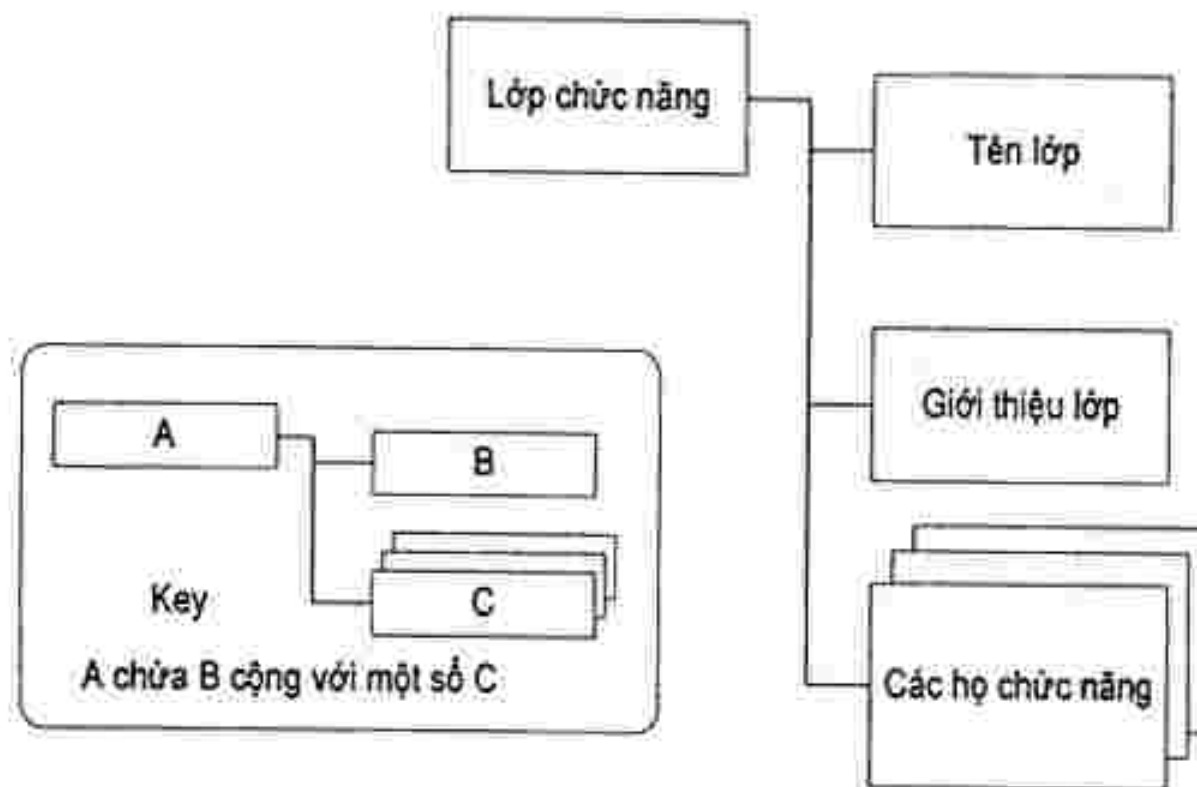 Lớp chức năng
Tên lớp
Giới thiệu lớp
Các họ chức năng
A
B
C
Key
A chứa B cộng với một số C